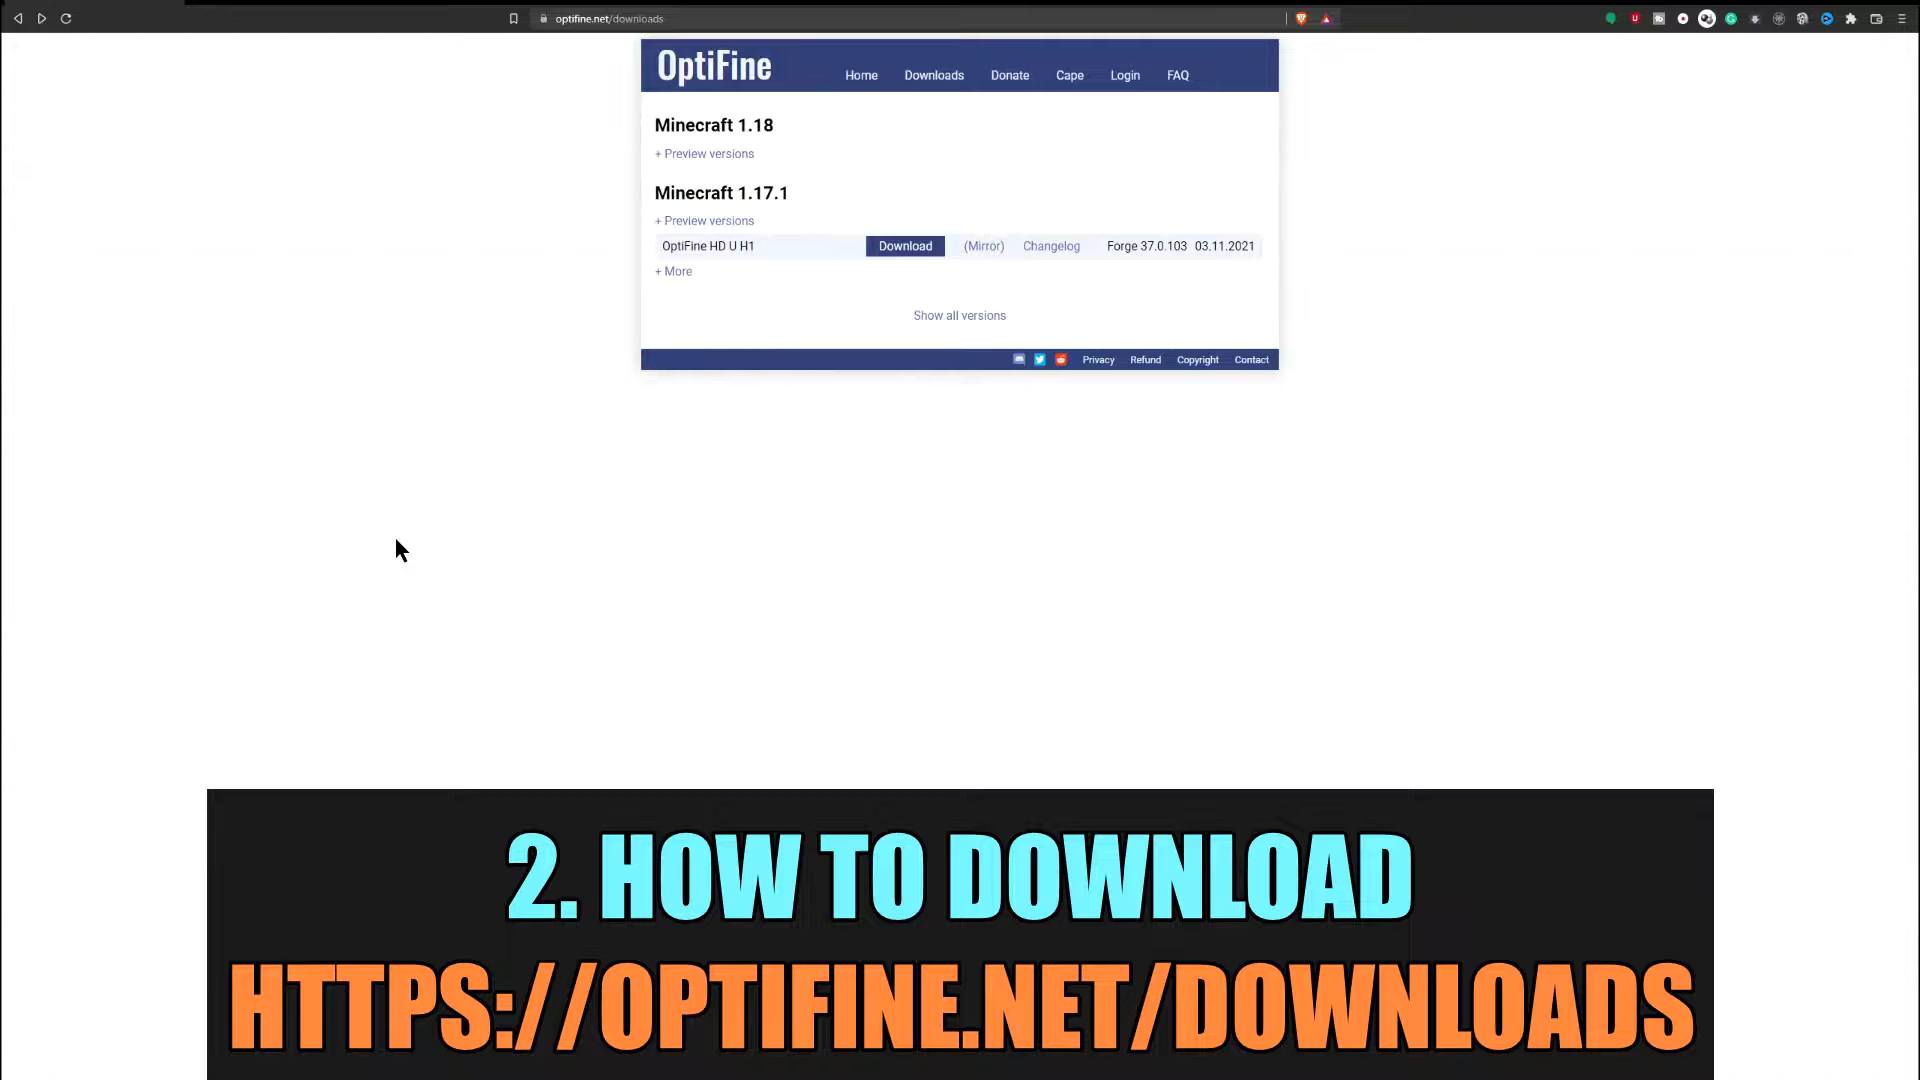 optifine.net/downloads
OptiFine
Home Downloads Donate Cape Login FAQ
Minecraft 1.18
+ Preview versions
Minecraft 1.17.1
+ Preview versions
OptiFine HD U H1 Download (Mirror) Changelog Forge 37.0.103 03.11.2021
+ More
Show all versions
Privacy Refund Copyright Contact
2. HOW TO DOWNLOAD
HTTPS://OPTIFINE.NET/DOWNLOADS